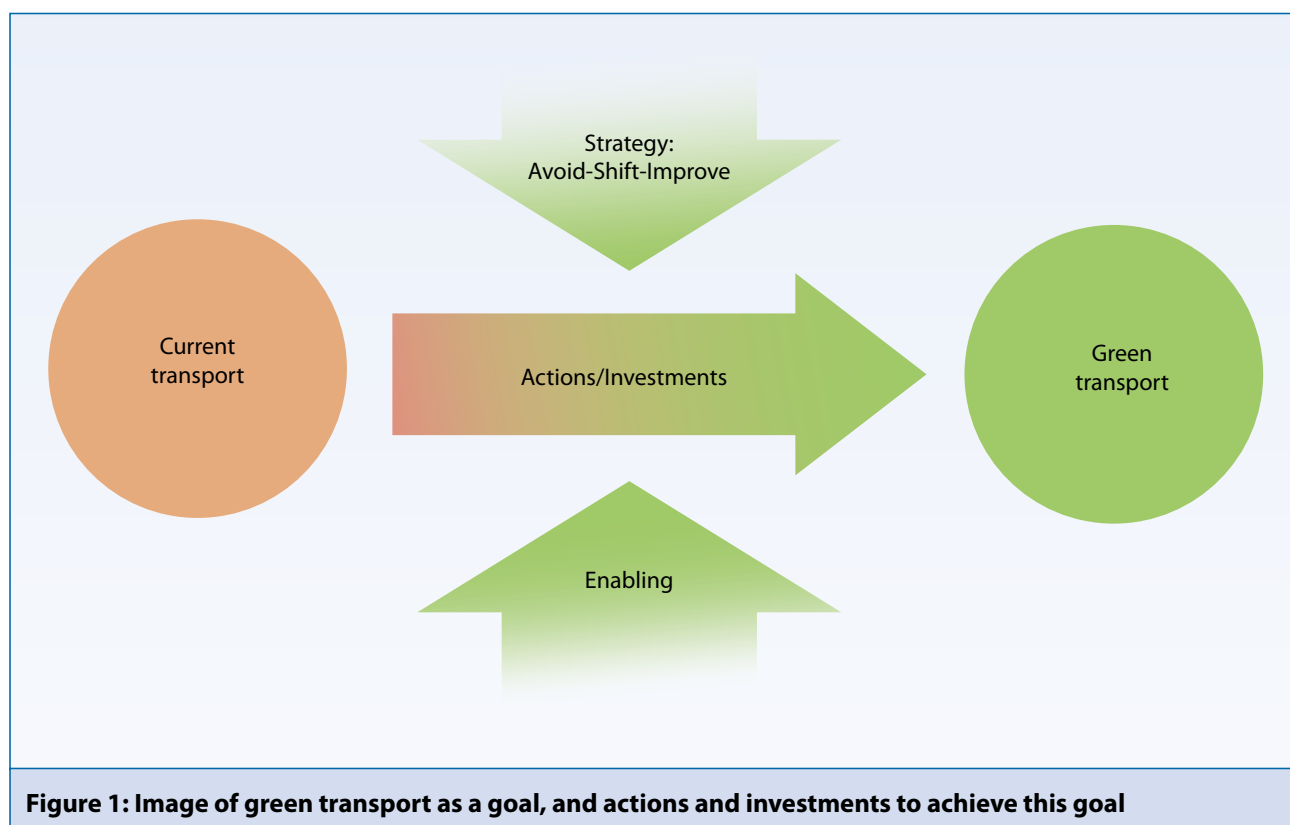 Strategy:
Avoid-Shift-Improve
Current
transport
Actions/Investments
Green
transport
Enabling
Figure 1: Image of green transport as a goal, and actions and investments to achieve this goal